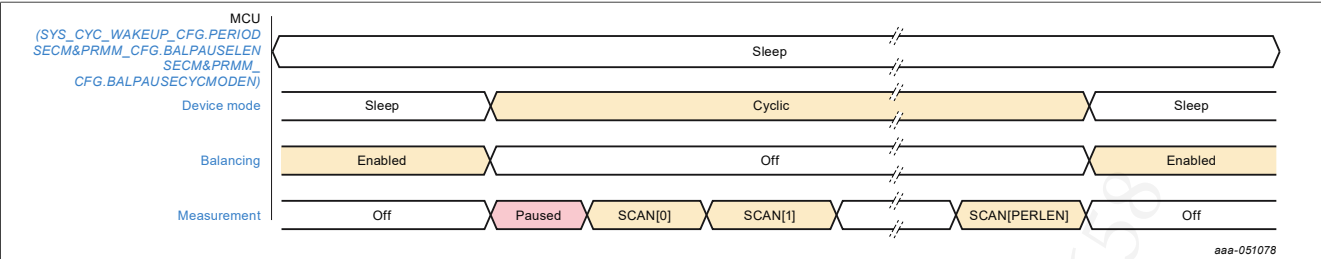 MCU
(SYS_CYC_WAKEUP_CFG.PERIOD
SECM&PRMM_CFG.BALPAUSELEN
SECM&PRMM_
CFG.BALPAUSECYCMODEN)
Sleep
Device mode
Sleep
Cyclic
Sleep
Balancing
Enabled
Off
Enabled
Measurement
Off
Paused
SCAN[0]
SCAN[1]
SCAN[PERLEN]
Off
aaa-051078